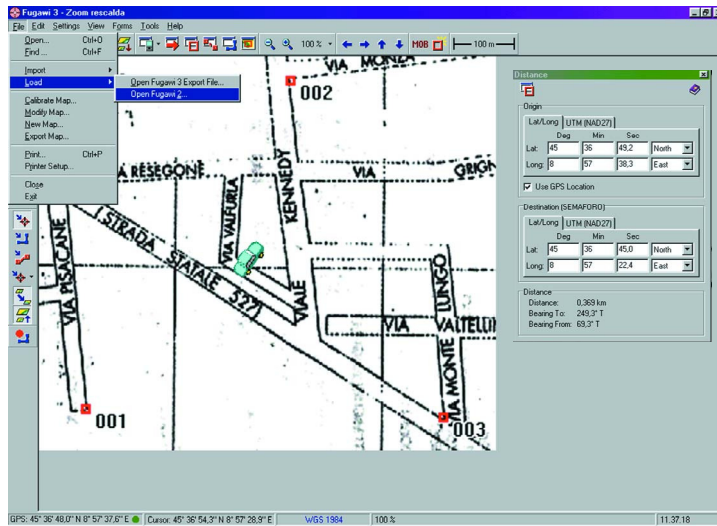 Fugawi 3 - Zoom rescalda
File Edit Settings View Forms Tools Help
100 % MOB 100 m
Open... Ctrl+O
Find ... Ctrl+F
Import
Load
Open Fugawi 3 Export File...
Open Fugawi 2...
Calibrate Map...
Modify Map...
New Map...
Export Map...
Print... Ctrl+P
Printer Setup...
Close
Exit
VIA MONZA
002
A RESEGONE
VIA
GRIGN
KENNEDY
VIA VALFURIA
(STRADA STATALE 527)
VIA PISACANE
VIALE
VIA VALTELLIN
LUNGO
VIA MONTE
001
003
Distance
Origin
Lat/Long UTM (NAD27)
Deg Min Sec
Lat: 45 36 49,2 North
Long: 8 57 38,3 East
Use GPS Location
Destination (SEMAFORO)
Lat/Long UTM (NAD27)
Deg Min Sec
Lat: 45 36 45,0 North
Long: 8 57 22,4 East
Distance
Distance: 0,369 km
Bearing To: 249,3° T
Bearing From: 69,3° T
GPS: 45° 36' 48,0" N 8° 57' 37,6" E Cursor: 45° 36' 54,3" N 8° 57' 28,9" E WGS 1984 100 % 11.37.18